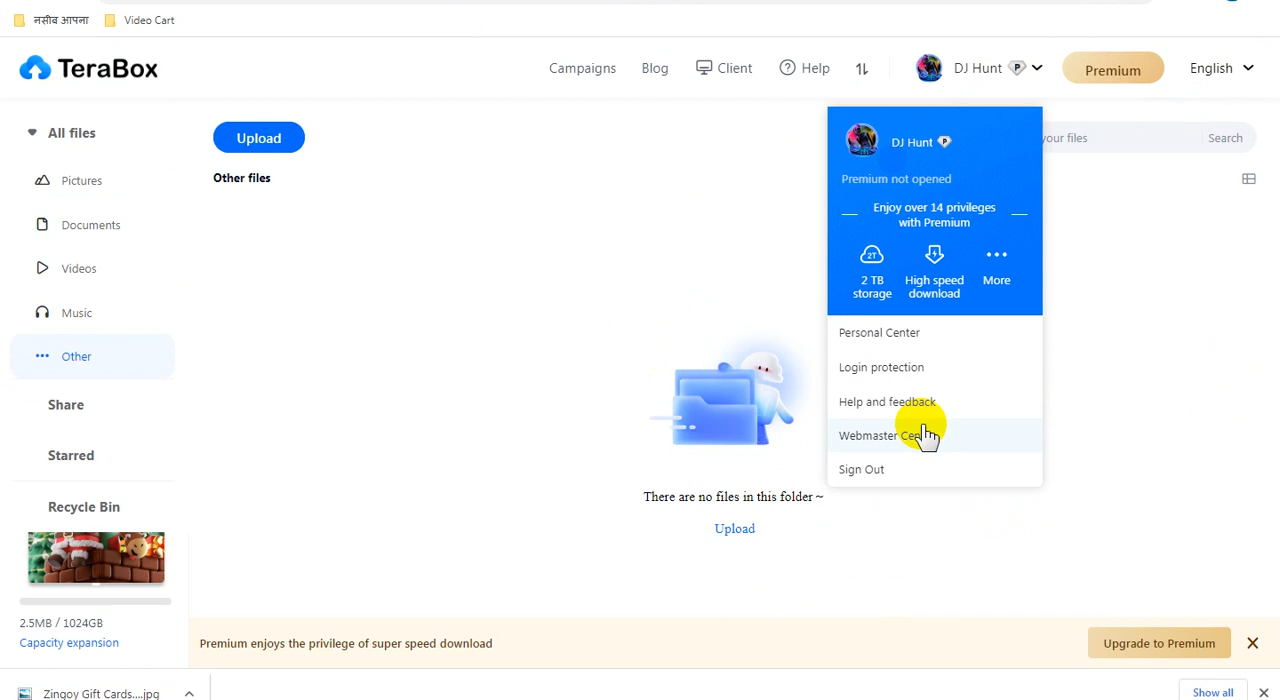 नसीब आपना
Video Cart
TeraBox
Campaigns
Blog
Client
Help
DJ Hunt
P
Premium
English
All files
Upload
Other files
Pictures
Documents
Videos
Music
Other
Share
Starred
Recycle Bin
2.5MB / 1024GB
Capacity expansion
your files
Search
DJ Hunt
P
Premium not opened
Enjoy over 14 privileges
with Premium
2T
2 TB
storage
High speed
download
More
Personal Center
Login protection
Help and feedback
Webmaster
Sign Out
There are no files in this folder ~
Upload
Premium enjoys the privilege of super speed download
Upgrade to Premium
Zingoy Gift Cards....jpg
Show all